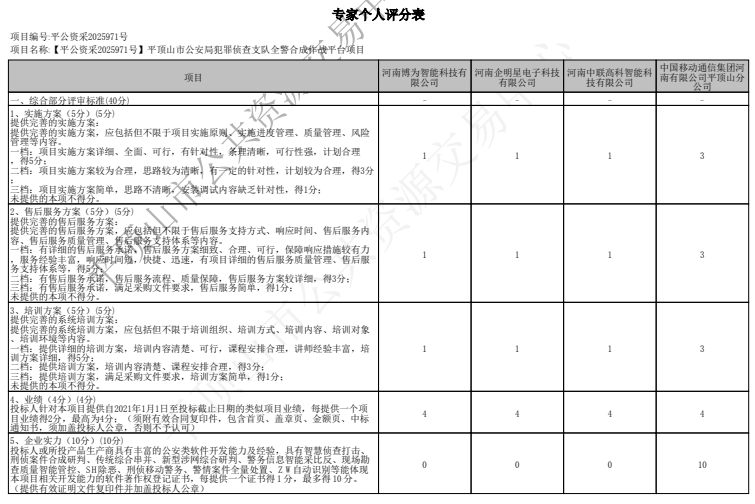 专家个人评分表
项目编号:平公资采2025971号
项目名称:【平公资采2025971号】平顶山市公安局犯罪侦查支队全警合成作战平台项目
项目
河南博为智能科技有限公司
河南企明星电子科技有限公司
河南中联高科智能科技有限公司
中国移动通信集团河南有限公司平顶山分公司
一、综合部分评审标准(40分)
-
-
-
-
1、实施方案（5分）(5分)
提供完善的实施方案:
提供完善的实施方案，应包括但不限于项目实施原则、实施进度管理、质量管理、风险
管理等内容。
一档：项目实施方案详细、全面、可行，有针对性，条理清晰，可行性强，计划合理
，得5分；
二档：项目实施方案较为合理，思路较为清晰，有一定的针对性，计划较为合理，得3分
；
三档：项目实施方案简单，思路不清晰，安装调试内容缺乏针对性，得1分；
未提供的本项不得分。
1
1
1
3
2、售后服务方案（5分）(5分)
提供完善的售后服务方案:
提供完善的售后服务方案，应包括但不限于售后服务支持方式、响应时间、售后服务内
容、售后服务质量管理、售后服务支持体系等内容。
一档：有详细的售后服务承诺、售后服务方案细致、合理、可行，保障响应措施较有力
，服务经验丰富，响应时间短，快捷、迅速，有项目详细的售后服务质量管理、售后服
务支持体系等，得5分；
二档：有售后服务承诺，售后服务流程、质量保障，售后服务方案较详细，得3分；
三档：有售后服务承诺，满足采购文件要求，售后服务简单，得1分；
未提供的本项不得分。
1
1
1
3
3、培训方案（5分）(5分)
提供完善的系统培训方案:
提供完善的系统培训方案，应包括但不限于培训组织、培训方式、培训内容、培训对象
、培训环境等内容。
一档：提供详细的培训方案，培训内容清楚、可行，课程安排合理，讲师经验丰富，培
训方案详细，得5分；
二档：提供培训方案，培训内容清楚、课程安排合理，得3分；
三档：提供培训方案，满足采购文件要求，培训方案简单，得1分；
未提供的本项不得分。
1
1
1
3
4、业绩（4分）(4分)
投标人针对本项目提供自2021年1月1日至投标截止日期的类似项目业绩，每提供一个项
目业绩得2分，最高为4分；（须附有效合同复印件，包含首页、盖章页、金额页、中标
通知书，须加盖投标人公章，否则不予认可）
4
4
4
4
5、企业实力（10分）(10分)
投标人或所投产品生产商具有丰富的公安类软件开发能力及经验，具有智慧侦查打击、
刑侦案件合成研判、传统综合串并、新型涉网综合研判、警务信息智能采比反、现场勘
查质量智能管控、SH除恶、刑侦移动警务、警情案件全量处置、ZW自动识别等能体现
本项目相关开发能力的软件著作权登记证书，每提供一个证书得1分，最多得10分。
（提供有效证明文件复印件并加盖投标人公章）
0
0
0
10
平顶山市公共资源交易中心